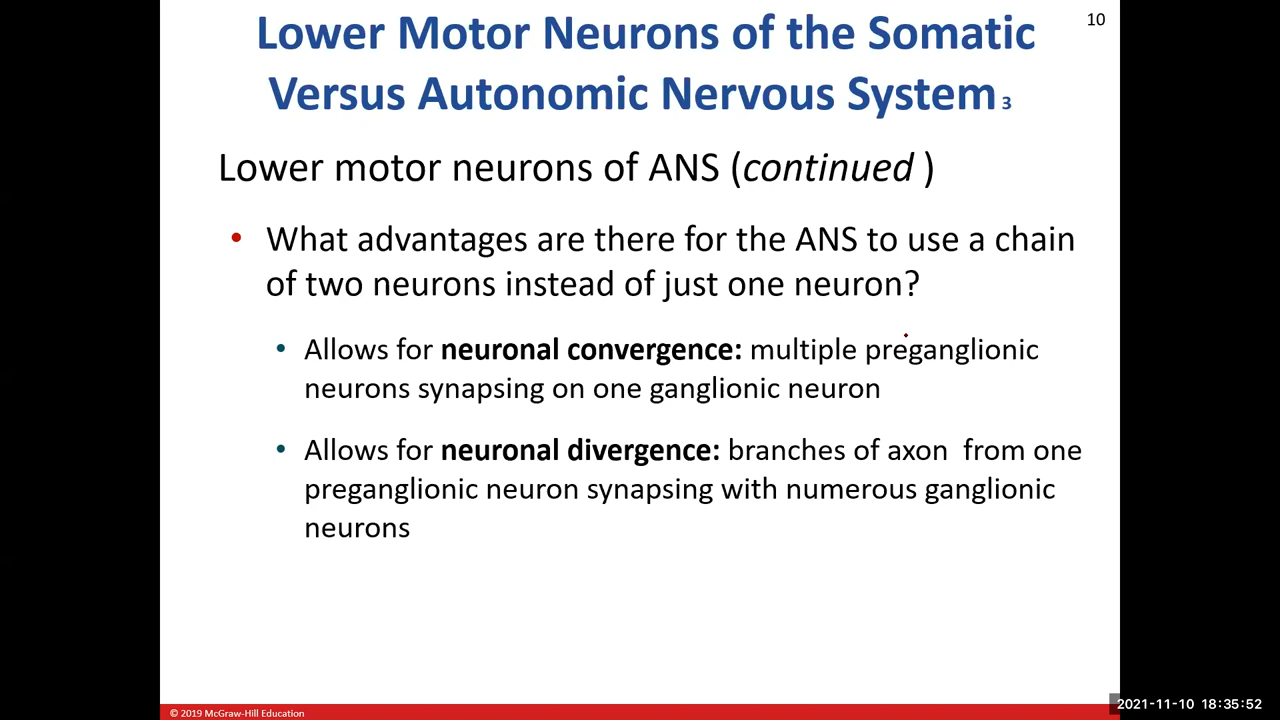 10
Lower Motor Neurons of the Somatic
Versus Autonomic Nervous System 3
Lower motor neurons of ANS (continued )
• What advantages are there for the ANS to use a chain
of two neurons instead of just one neuron?
• Allows for neuronal convergence: multiple preganglionic
neurons synapsing on one ganglionic neuron
• Allows for neuronal divergence: branches of axon  from one
preganglionic neuron synapsing with numerous ganglionic
neurons
© 2019 McGraw-Hill Education
2021-11-10 18:35:52